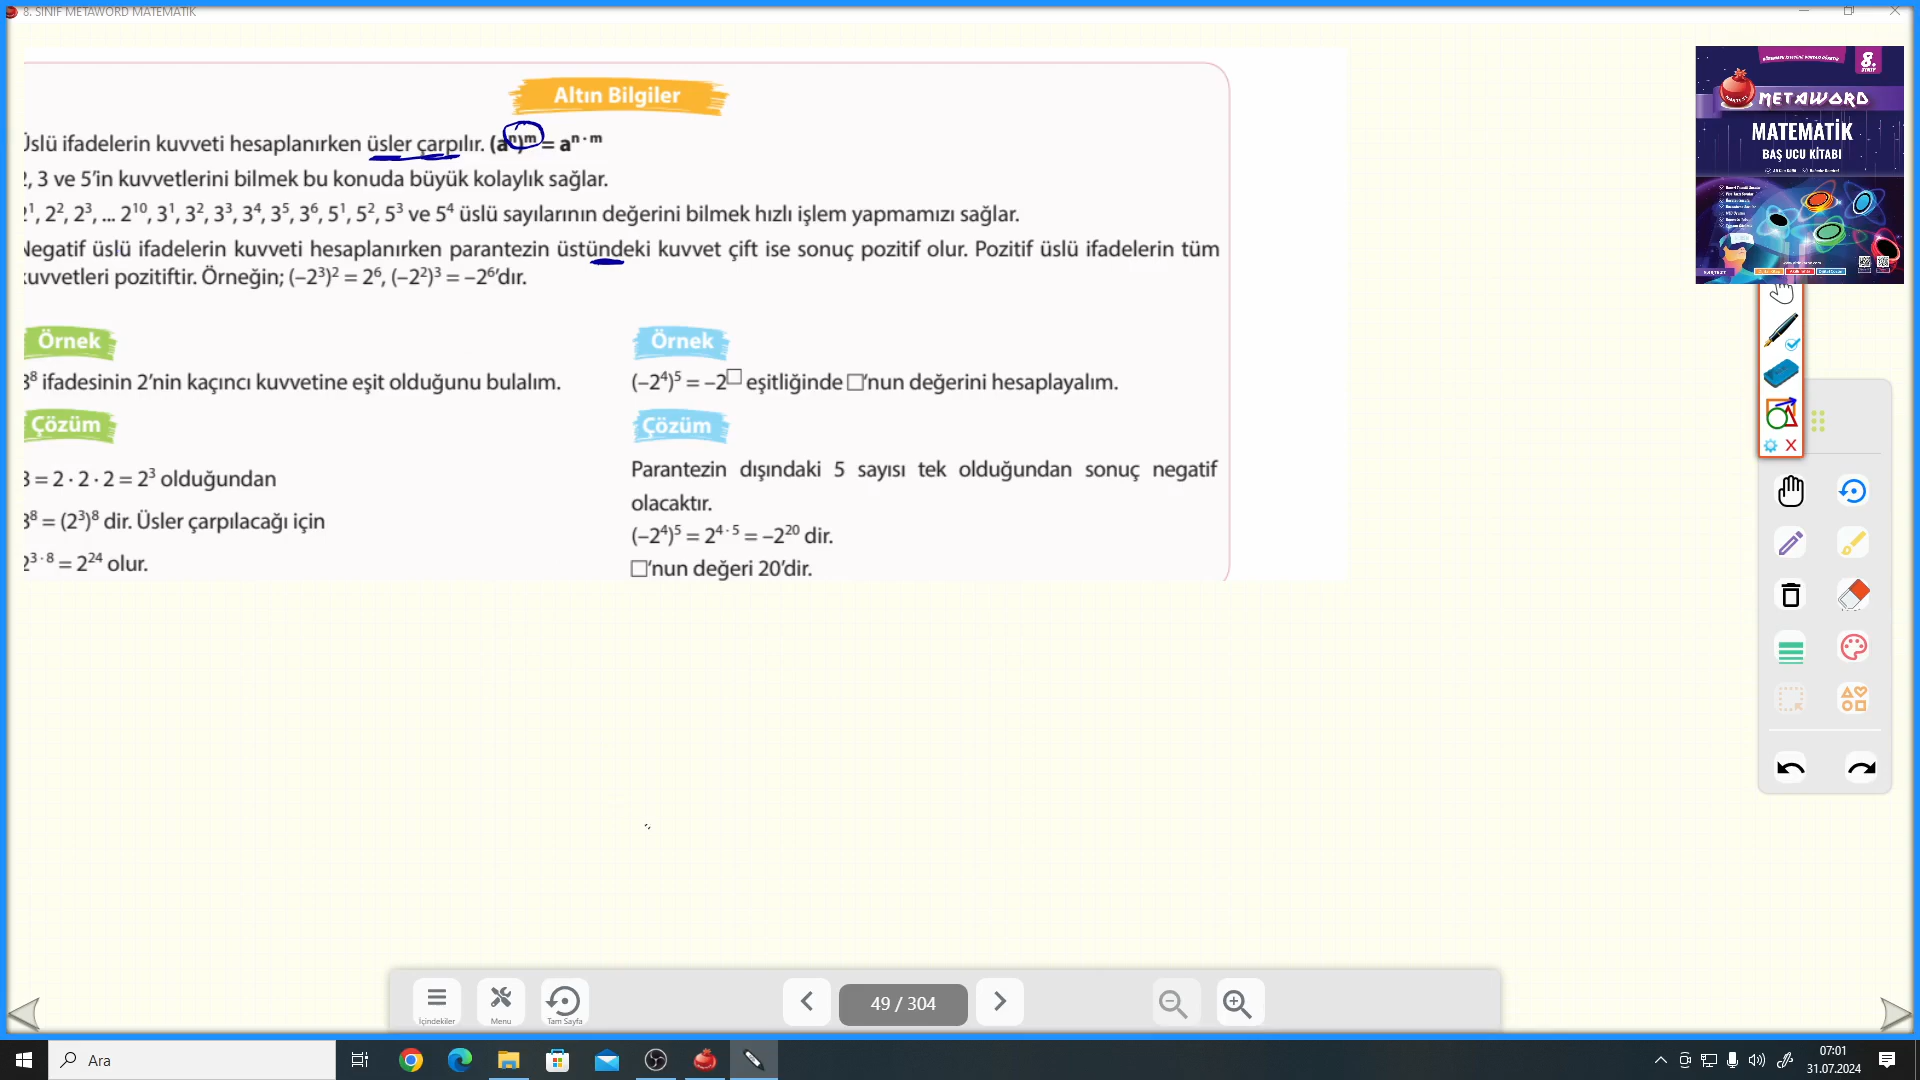 8. SINIF METAWORD MATEMATİK
Altın Bilgiler
Üslü ifadelerin kuvveti hesaplanırken üsler çarpılır. (aⁿ)ᵐ = aⁿ · ᵐ
2, 3 ve 5'in kuvvetlerini bilmek bu konuda büyük kolaylık sağlar.
2¹, 2², 2³, ... 2¹⁰, 3¹, 3², 3³, 3⁴, 3⁵, 3⁶, 5¹, 5², 5³ ve 5⁴ üslü sayılarının değerini bilmek hızlı işlem yapmamızı sağlar.
Negatif üslü ifadelerin kuvveti hesaplanırken parantezin üstündeki kuvvet çift ise sonuç pozitif olur. Pozitif üslü ifadelerin tüm
kuvvetleri pozitiftir. Örneğin; (–2³)² = 2⁶, (–2²)³ = –2⁶'dır.
Örnek
8⁸ ifadesinin 2'nin kaçıncı kuvvetine eşit olduğunu bulalım.
Çözüm
8 = 2 · 2 · 2 = 2³ olduğundan
8⁸ = (2³)⁸ dir. Üsler çarpılacağı için
2³ · ⁸ = 2²⁴ olur.
Örnek
(–2⁴)⁵ = –2□ eşitliğinde □'nun değerini hesaplayalım.
Çözüm
Parantezin dışındaki 5 sayısı tek olduğundan sonuç negatif
olacaktır.
(–2⁴)⁵ = 2⁴ · ⁵ = –2²⁰ dir.
□'nun değeri 20'dir.
8.
SINIF
METAWORD
MATEMATİK
BAŞ UCU KİTABI
İçindekiler
Menu
Tam Sayfa
49 / 304
Ara
07:01
31.07.2024